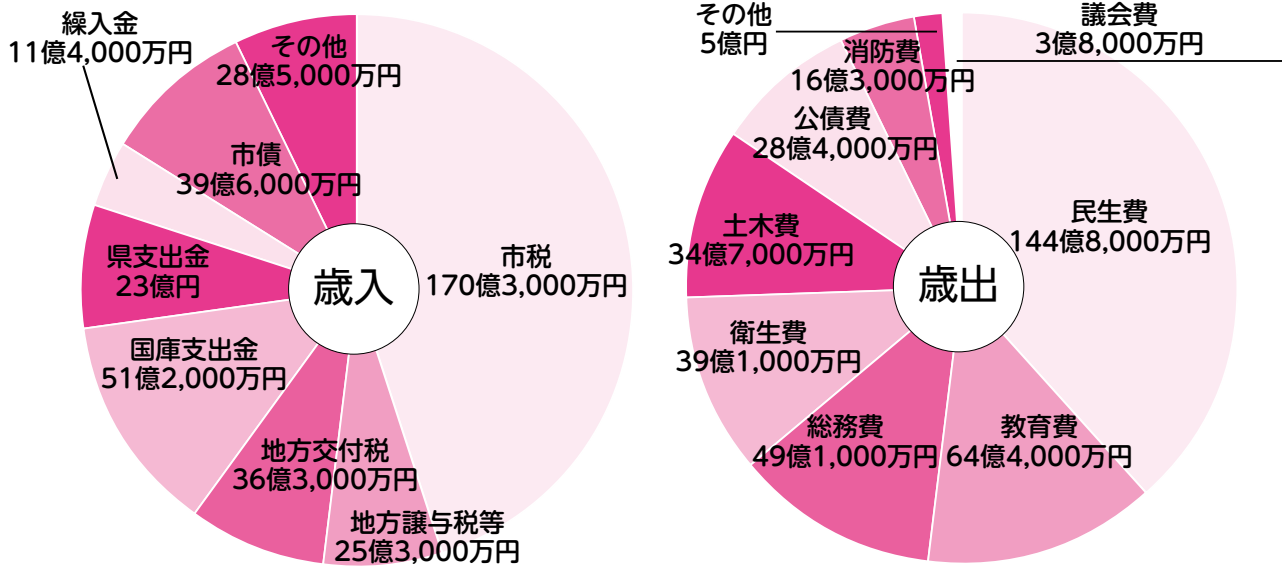 繰入金
11億4,000万円
その他
28億5,000万円
市債
39億6,000万円
県支出金
23億円
歳入
市税
170億3,000万円
国庫支出金
51億2,000万円
地方交付税
36億3,000万円
地方譲与税等
25億3,000万円
その他
5億円
議会費
3億8,000万円
消防費
16億3,000万円
公債費
28億4,000万円
土木費
34億7,000万円
歳出
民生費
144億8,000万円
衛生費
39億1,000万円
総務費
49億1,000万円
教育費
64億4,000万円